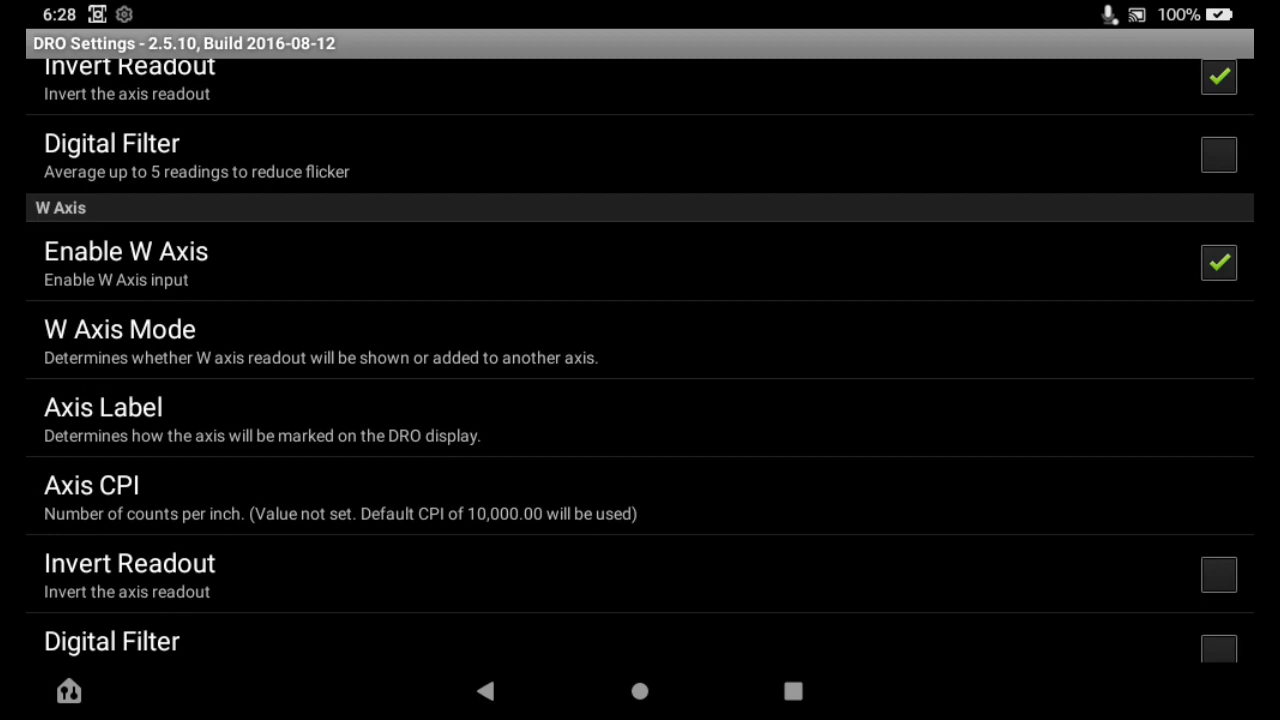 6:28
100%
DRO Settings - 2.5.10, Build 2016-08-12
Invert Readout
Invert the axis readout
Digital Filter
Average up to 5 readings to reduce flicker
W Axis
Enable W Axis
Enable W Axis input
W Axis Mode
Determines whether W axis readout will be shown or added to another axis.
Axis Label
Determines how the axis will be marked on the DRO display.
Axis CPI
Number of counts per inch. (Value not set. Default CPI of 10,000.00 will be used)
Invert Readout
Invert the axis readout
Digital Filter